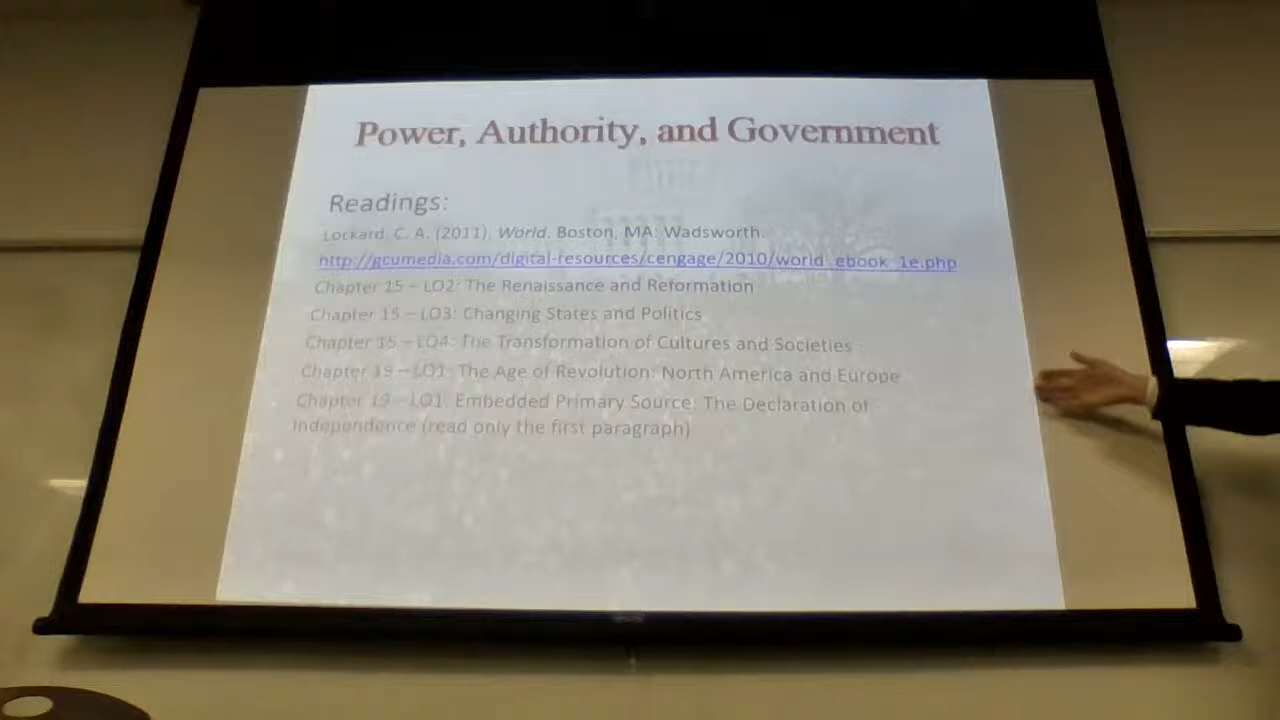 Power, Authority, and Government
Readings:
Lockard, C. A. (2011). World. Boston, MA: Wadsworth.
http://gcumedia.com/digital-resources/cengage/2010/world_ebook_1e.php
Chapter 15 – LO2: The Renaissance and Reformation
Chapter 15 – LO3: Changing States and Politics
Chapter 15 – LO4: The Transformation of Cultures and Societies
Chapter 19 – LO1: The Age of Revolution: North America and Europe
Chapter 19 – LO1: Embedded Primary Source: The Declaration of
Independence (read only the first paragraph)